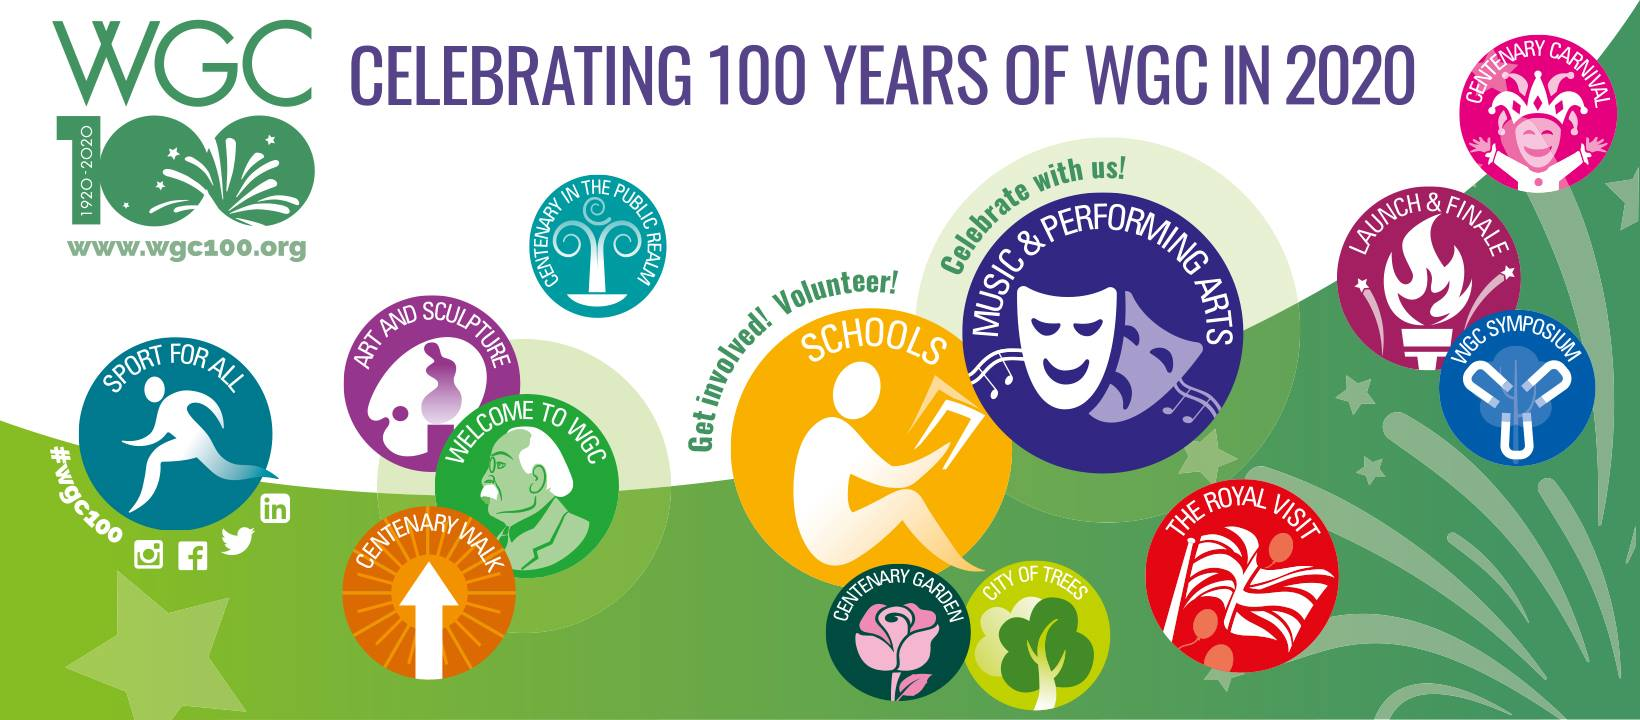 WGC
100
1920-2020
www.wgc100.org
CELEBRATING 100 YEARS OF WGC IN 2020
CENTENARY CARNIVAL
CENTENARY IN THE PUBLIC REALM
Celebrate with us!
MUSIC & PERFORMING ARTS
LAUNCH & FINALE
WGC SYMPOSIUM
Get involved! Volunteer!
SCHOOLS
ART AND SCULPTURE
SPORT FOR ALL
WELCOME TO WGC
#wgc100
in
CENTENARY WALK
THE ROYAL VISIT
CENTENARY GARDEN
CITY OF TREES